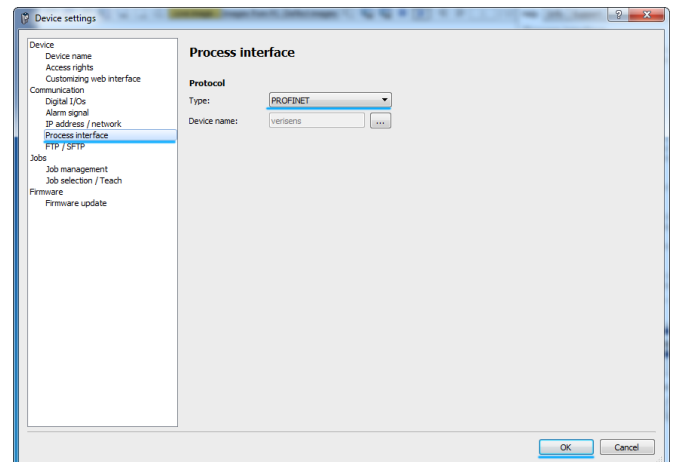 Device settings
Device
Device name
Access rights
Customizing web interface
Communication
Digital I/Os
Alarm signal
IP address / network
Process interface
FTP / SFTP
Jobs
Job management
Job selection / Teach
Firmware
Firmware update
Process interface
Protocol
Type:
PROFINET
Device name:
verisens
...
OK
Cancel